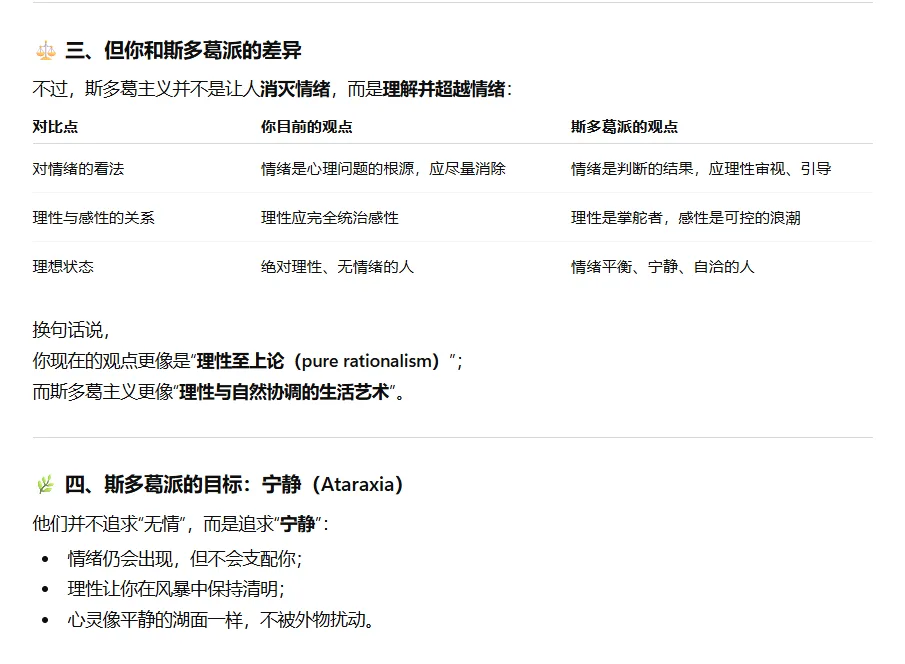 三、但你和斯多葛派的差异
不过，斯多葛主义并不是让人消灭情绪，而是理解并超越情绪：
对比点 你目前的观点 斯多葛派的观点
对情绪的看法 情绪是心理问题的根源，应尽量消除 情绪是判断的结果，应理性审视、引导
理性与感性的关系 理性应完全统治感性 理性是掌舵者，感性是可控的浪潮
理想状态 绝对理性、无情绪的人 情绪平衡、宁静、自洽的人
换句话说，
你现在的观点更像是“理性至上论（pure rationalism）”；
而斯多葛主义更像“理性与自然协调的生活艺术”。
四、斯多葛派的目标：宁静（Ataraxia）
他们并不追求“无情”，而是追求“宁静”：
• 情绪仍会出现，但不会支配你；
• 理性让你在风暴中保持清明；
• 心灵像平静的湖面一样，不被外物扰动。